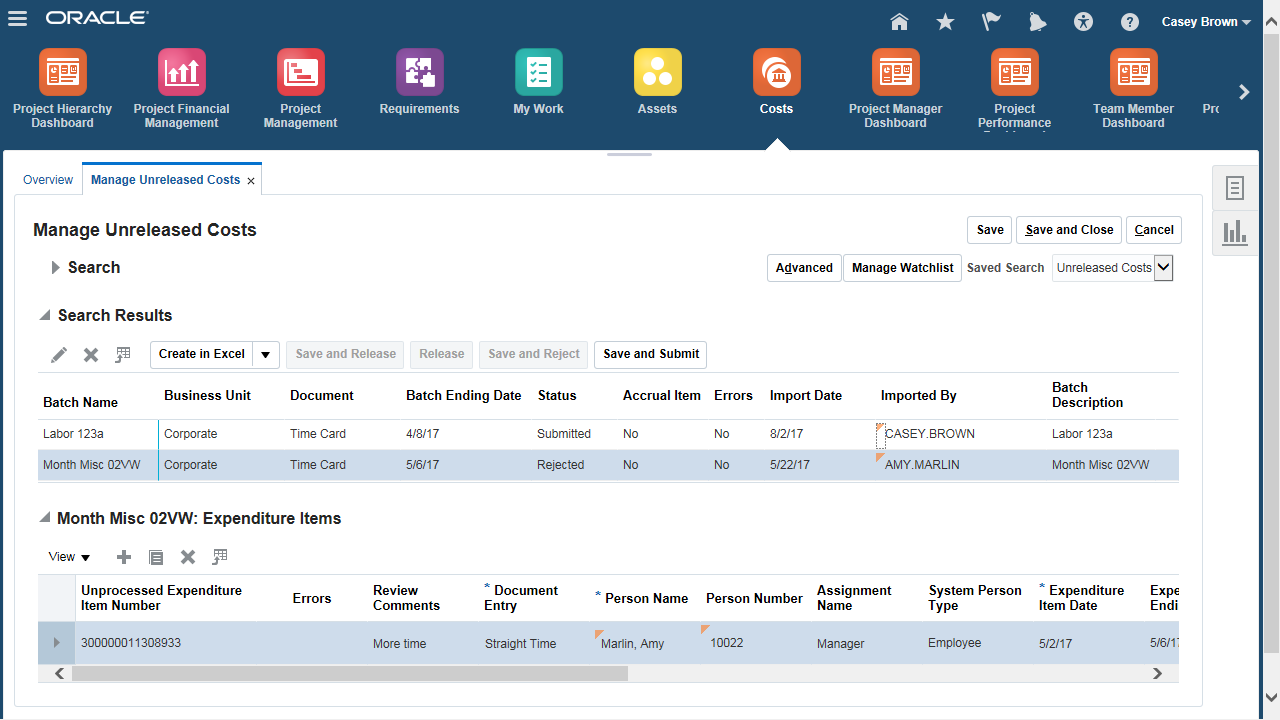 ORACLE
Casey Brown
Project Hierarchy Dashboard
Project Financial Management
Project Management
Requirements
My Work
Assets
Costs
Project Manager Dashboard
Project Performance
Team Member Dashboard
Overview
Manage Unreleased Costs
Manage Unreleased Costs
Save
Save and Close
Cancel
Search
Advanced
Manage Watchlist
Saved Search
Unreleased Costs
Search Results
Create in Excel
Save and Release
Release
Save and Reject
Save and Submit
Batch Name
Business Unit
Document
Batch Ending Date
Status
Accrual Item
Errors
Import Date
Imported By
Batch Description
Labor 123a
Corporate
Time Card
4/8/17
Submitted
No
No
8/2/17
CASEY.BROWN
Labor 123a
Month Misc 02VW
Corporate
Time Card
5/6/17
Rejected
No
No
5/22/17
AMY.MARLIN
Month Misc 02VW
Month Misc 02VW: Expenditure Items
View
Unprocessed Expenditure Item Number
Errors
Review Comments
* Document Entry
* Person Name
Person Number
Assignment Name
System Person Type
* Expenditure Item Date
300000011308933
More time
Straight Time
Marlin, Amy
10022
Manager
Employee
5/2/17
5/6/17